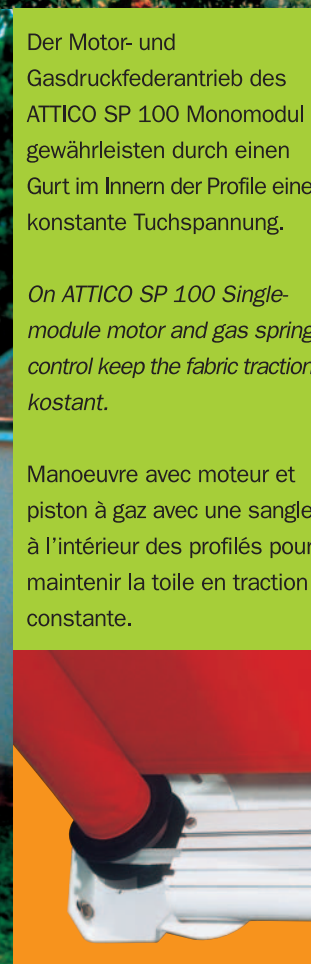 Der Motor- und
Gasdruckfederantrieb des
ATTICO SP 100 Monomodul
gewährleisten durch einen
Gurt im Innern der Profile eine
konstante Tuchspannung.
On ATTICO SP 100 Single-
module motor and gas spring
control keep the fabric traction
kostant.
Manoeuvre avec moteur et
piston à gaz avec une sangle
à l'intérieur des profilés pour
maintenir la toile en traction
constante.